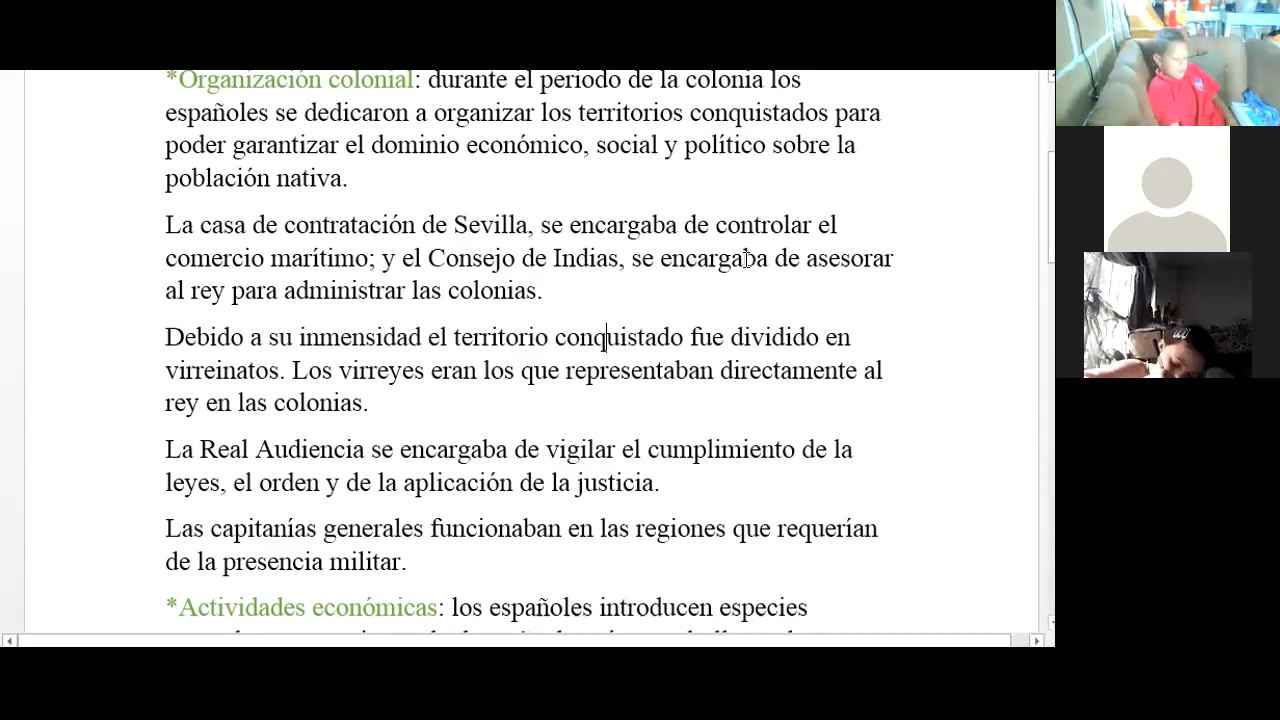 *Organización colonial: durante el periodo de la colonia los
españoles se dedicaron a organizar los territorios conquistados para
poder garantizar el dominio económico, social y político sobre la
población nativa.
La casa de contratación de Sevilla, se encargaba de controlar el
comercio marítimo; y el Consejo de Indias, se encargaba de asesorar
al rey para administrar las colonias.
Debido a su inmensidad el territorio conquistado fue dividido en
virreinatos. Los virreyes eran los que representaban directamente al
rey en las colonias.
La Real Audiencia se encargaba de vigilar el cumplimiento de la
leyes, el orden y de la aplicación de la justicia.
Las capitanías generales funcionaban en las regiones que requerían
de la presencia militar.
*Actividades económicas: los españoles introducen especies